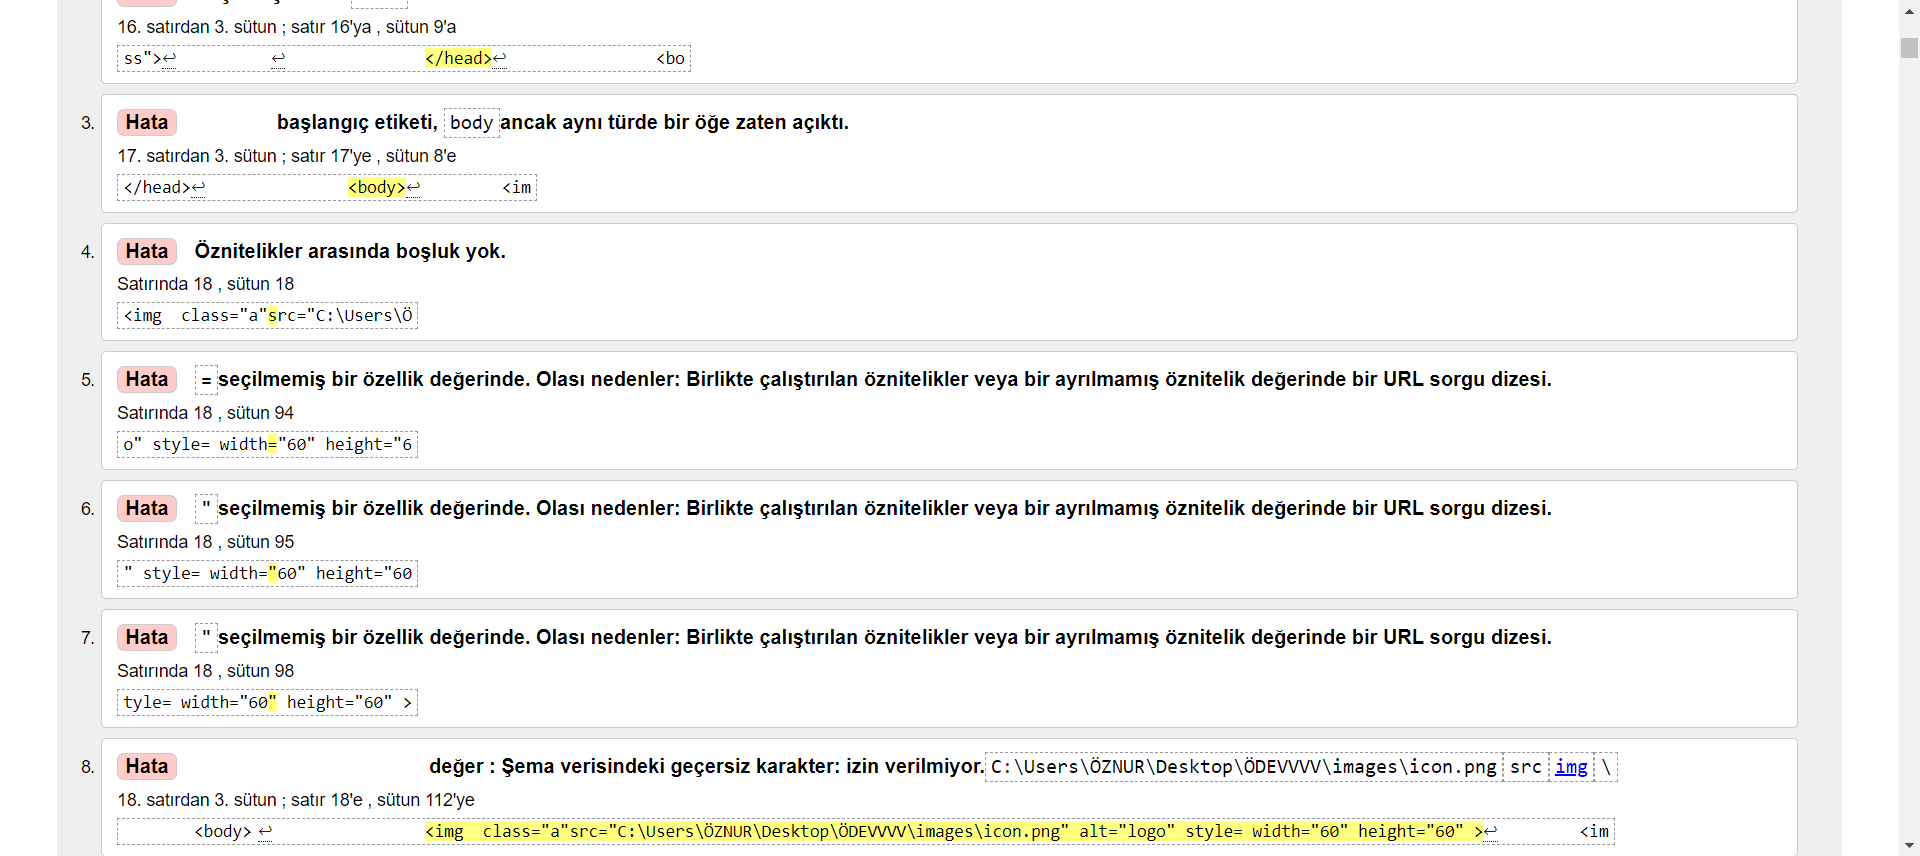 16. satırdan 3. sütun ; satır 16'ya , sütun 9'a
ss">↩ ↩ </head>↩ <bo
3. Hata başlangıç etiketi, body ancak aynı türde bir öğe zaten açıktı.
17. satırdan 3. sütun ; satır 17'ye , sütun 8'e
</head>↩ <body>↩ <im
4. Hata Öznitelikler arasında boşluk yok.
Satırında 18 , sütun 18
<img  class="a"src="C:\Users\Ö
5. Hata = seçilmemiş bir özellik değerinde. Olası nedenler: Birlikte çalıştırılan öznitelikler veya bir ayrılmamış öznitelik değerinde bir URL sorgu dizesi.
Satırında 18 , sütun 94
o" style= width="60" height="6
6. Hata " seçilmemiş bir özellik değerinde. Olası nedenler: Birlikte çalıştırılan öznitelikler veya bir ayrılmamış öznitelik değerinde bir URL sorgu dizesi.
Satırında 18 , sütun 95
" style= width="60" height="60
7. Hata " seçilmemiş bir özellik değerinde. Olası nedenler: Birlikte çalıştırılan öznitelikler veya bir ayrılmamış öznitelik değerinde bir URL sorgu dizesi.
Satırında 18 , sütun 98
tyle= width="60" height="60" >
8. Hata değer : Şema verisindeki geçersiz karakter: izin verilmiyor. C:\Users\ÖZNUR\Desktop\ÖDEVVVV\images\icon.png src img \
18. satırdan 3. sütun ; satır 18'e , sütun 112'ye
<body> ↩ <img  class="a"src="C:\Users\ÖZNUR\Desktop\ÖDEVVVV\images\icon.png" alt="logo" style= width="60" height="60" >↩ <im